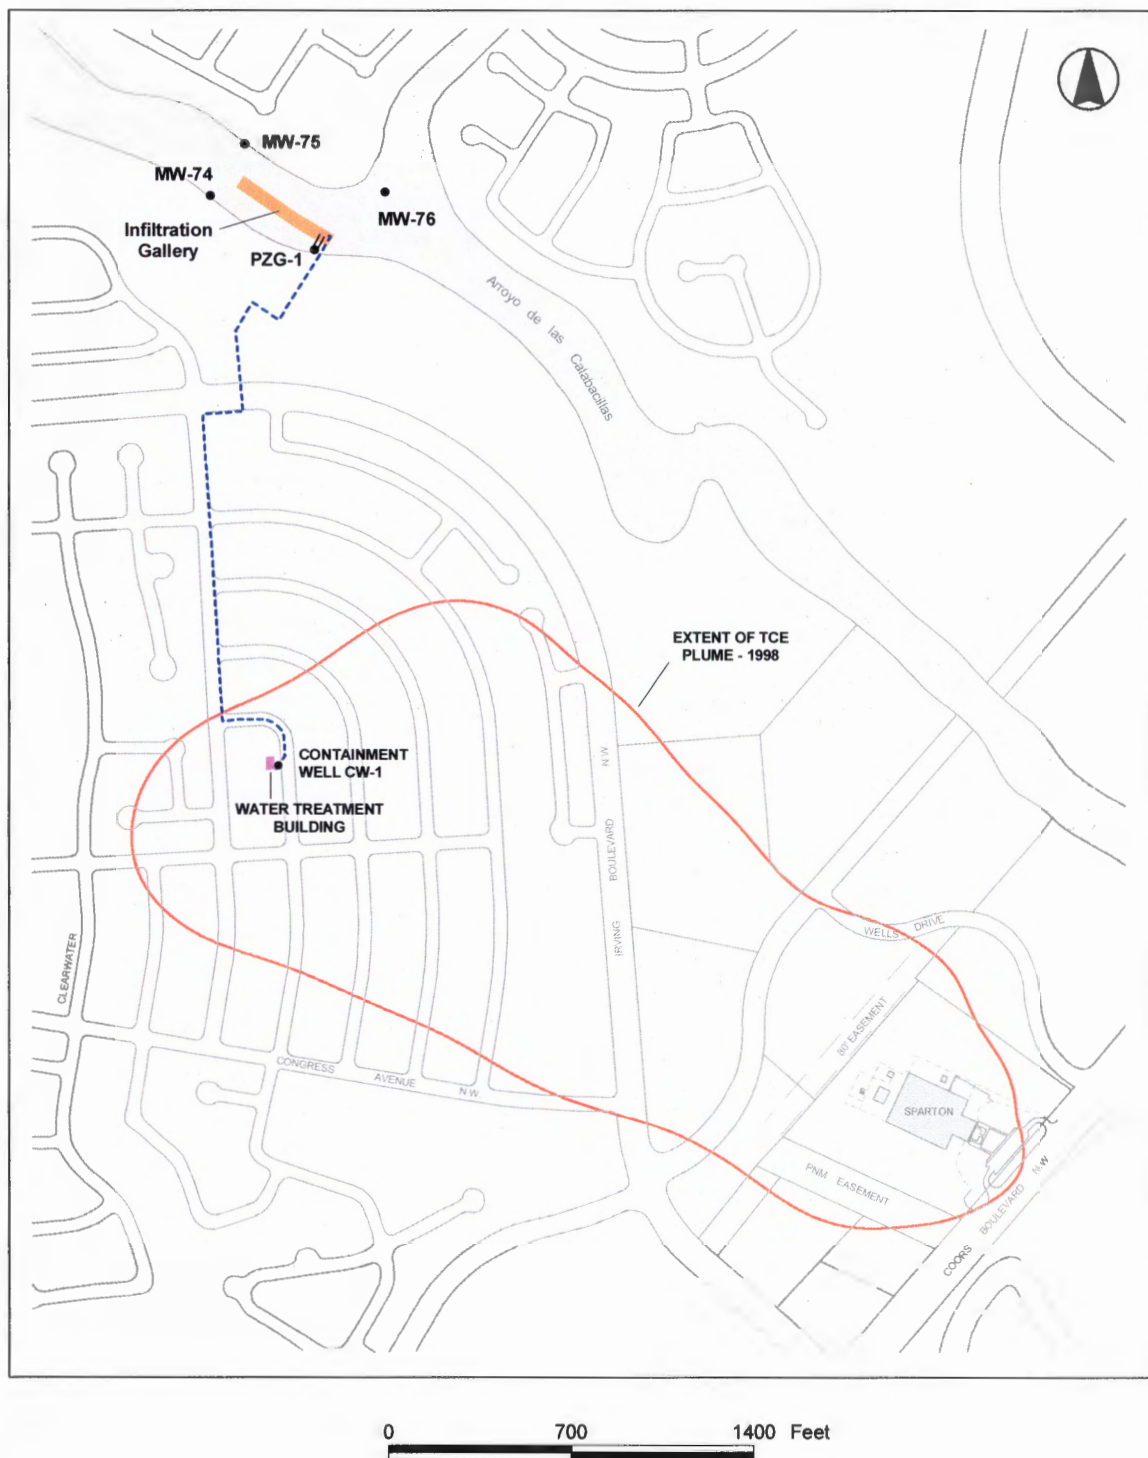 MW-75
MW-74
MW-76
Infiltration
Gallery
PZG-1
Arroyo de las Calabacillas
EXTENT OF TCE
PLUME - 1998
CONTAINMENT
WELL CW-1
WATER TREATMENT
BUILDING
IRVING BOULEVARD N.W.
WELLS DRIVE
CLEARWATER
80' EASEMENT
CONGRESS AVENUE N.W.
SPARTON
PNM EASEMENT
COORS BOULEVARD N.W
0 700 1400 Feet